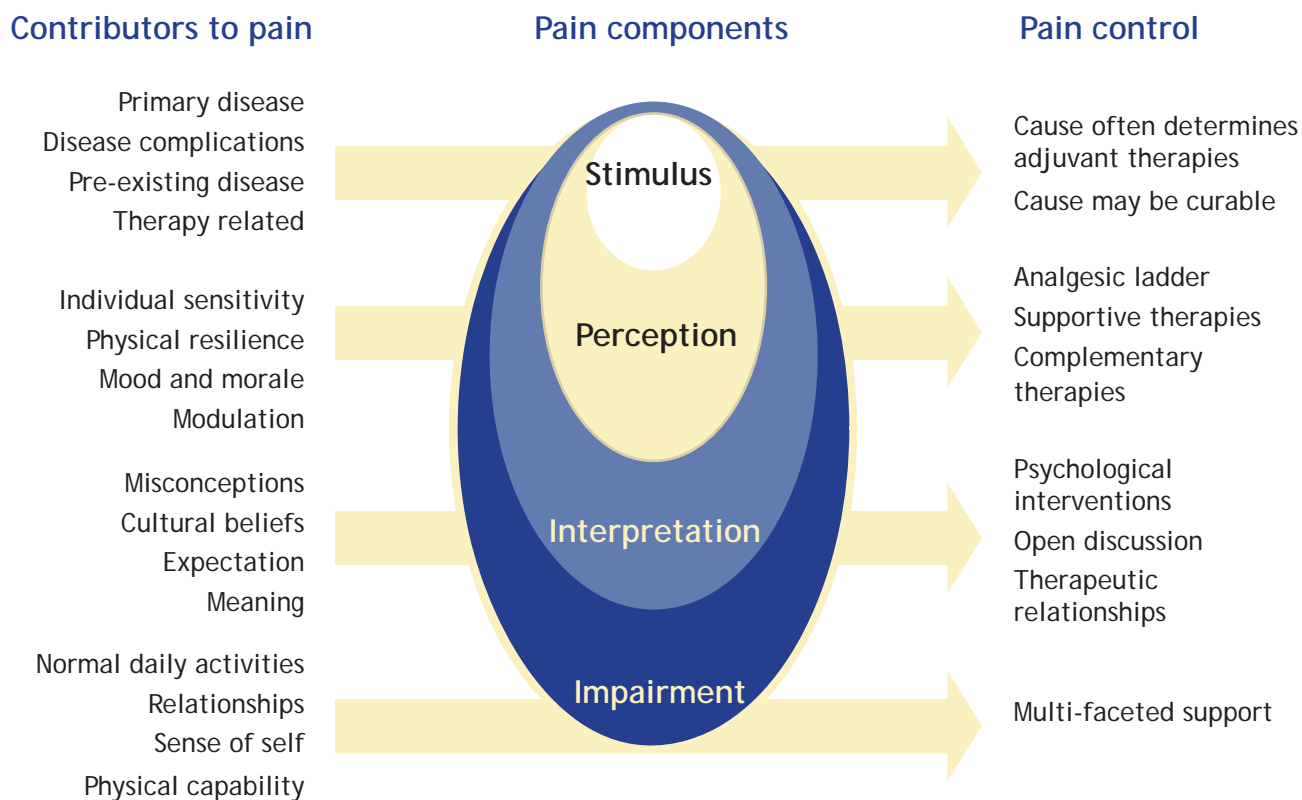 Contributors to pain
Pain components
Pain control
Primary disease
Disease complications
Pre-existing disease
Therapy related
Stimulus
Cause often determines
adjuvant therapies
Cause may be curable
Individual sensitivity
Physical resilience
Mood and morale
Modulation
Perception
Analgesic ladder
Supportive therapies
Complementary
therapies
Misconceptions
Cultural beliefs
Expectation
Meaning
Interpretation
Psychological
interventions
Open discussion
Therapeutic
relationships
Normal daily activities
Relationships
Sense of self
Physical capability
Impairment
Multi-faceted support